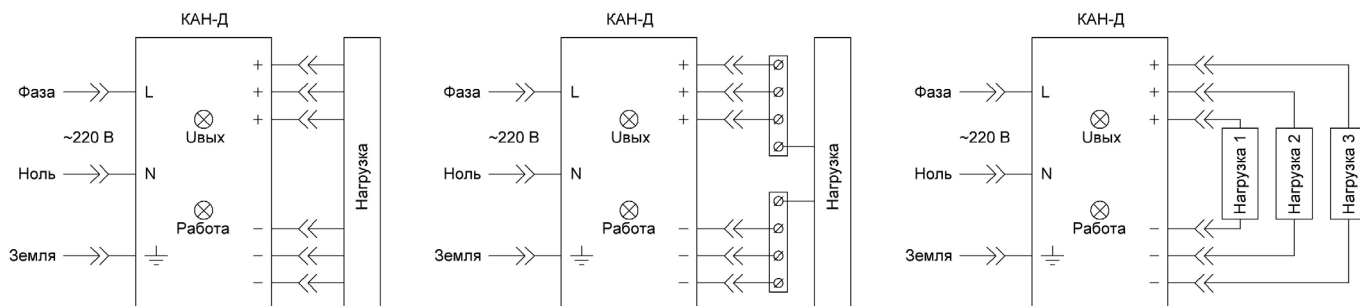 КАН-Д
+
Фаза
L
+
+
~220 В
Uвых
Ноль
N
Нагрузка
Работа
−
Земля
−
−
КАН-Д
+
Фаза
L
+
+
~220 В
Uвых
Ноль
N
Нагрузка
Работа
−
Земля
−
−
КАН-Д
+
Фаза
L
+
+
~220 В
Uвых
Ноль
N
Нагрузка 1
Нагрузка 2
Нагрузка 3
Работа
−
Земля
−
−